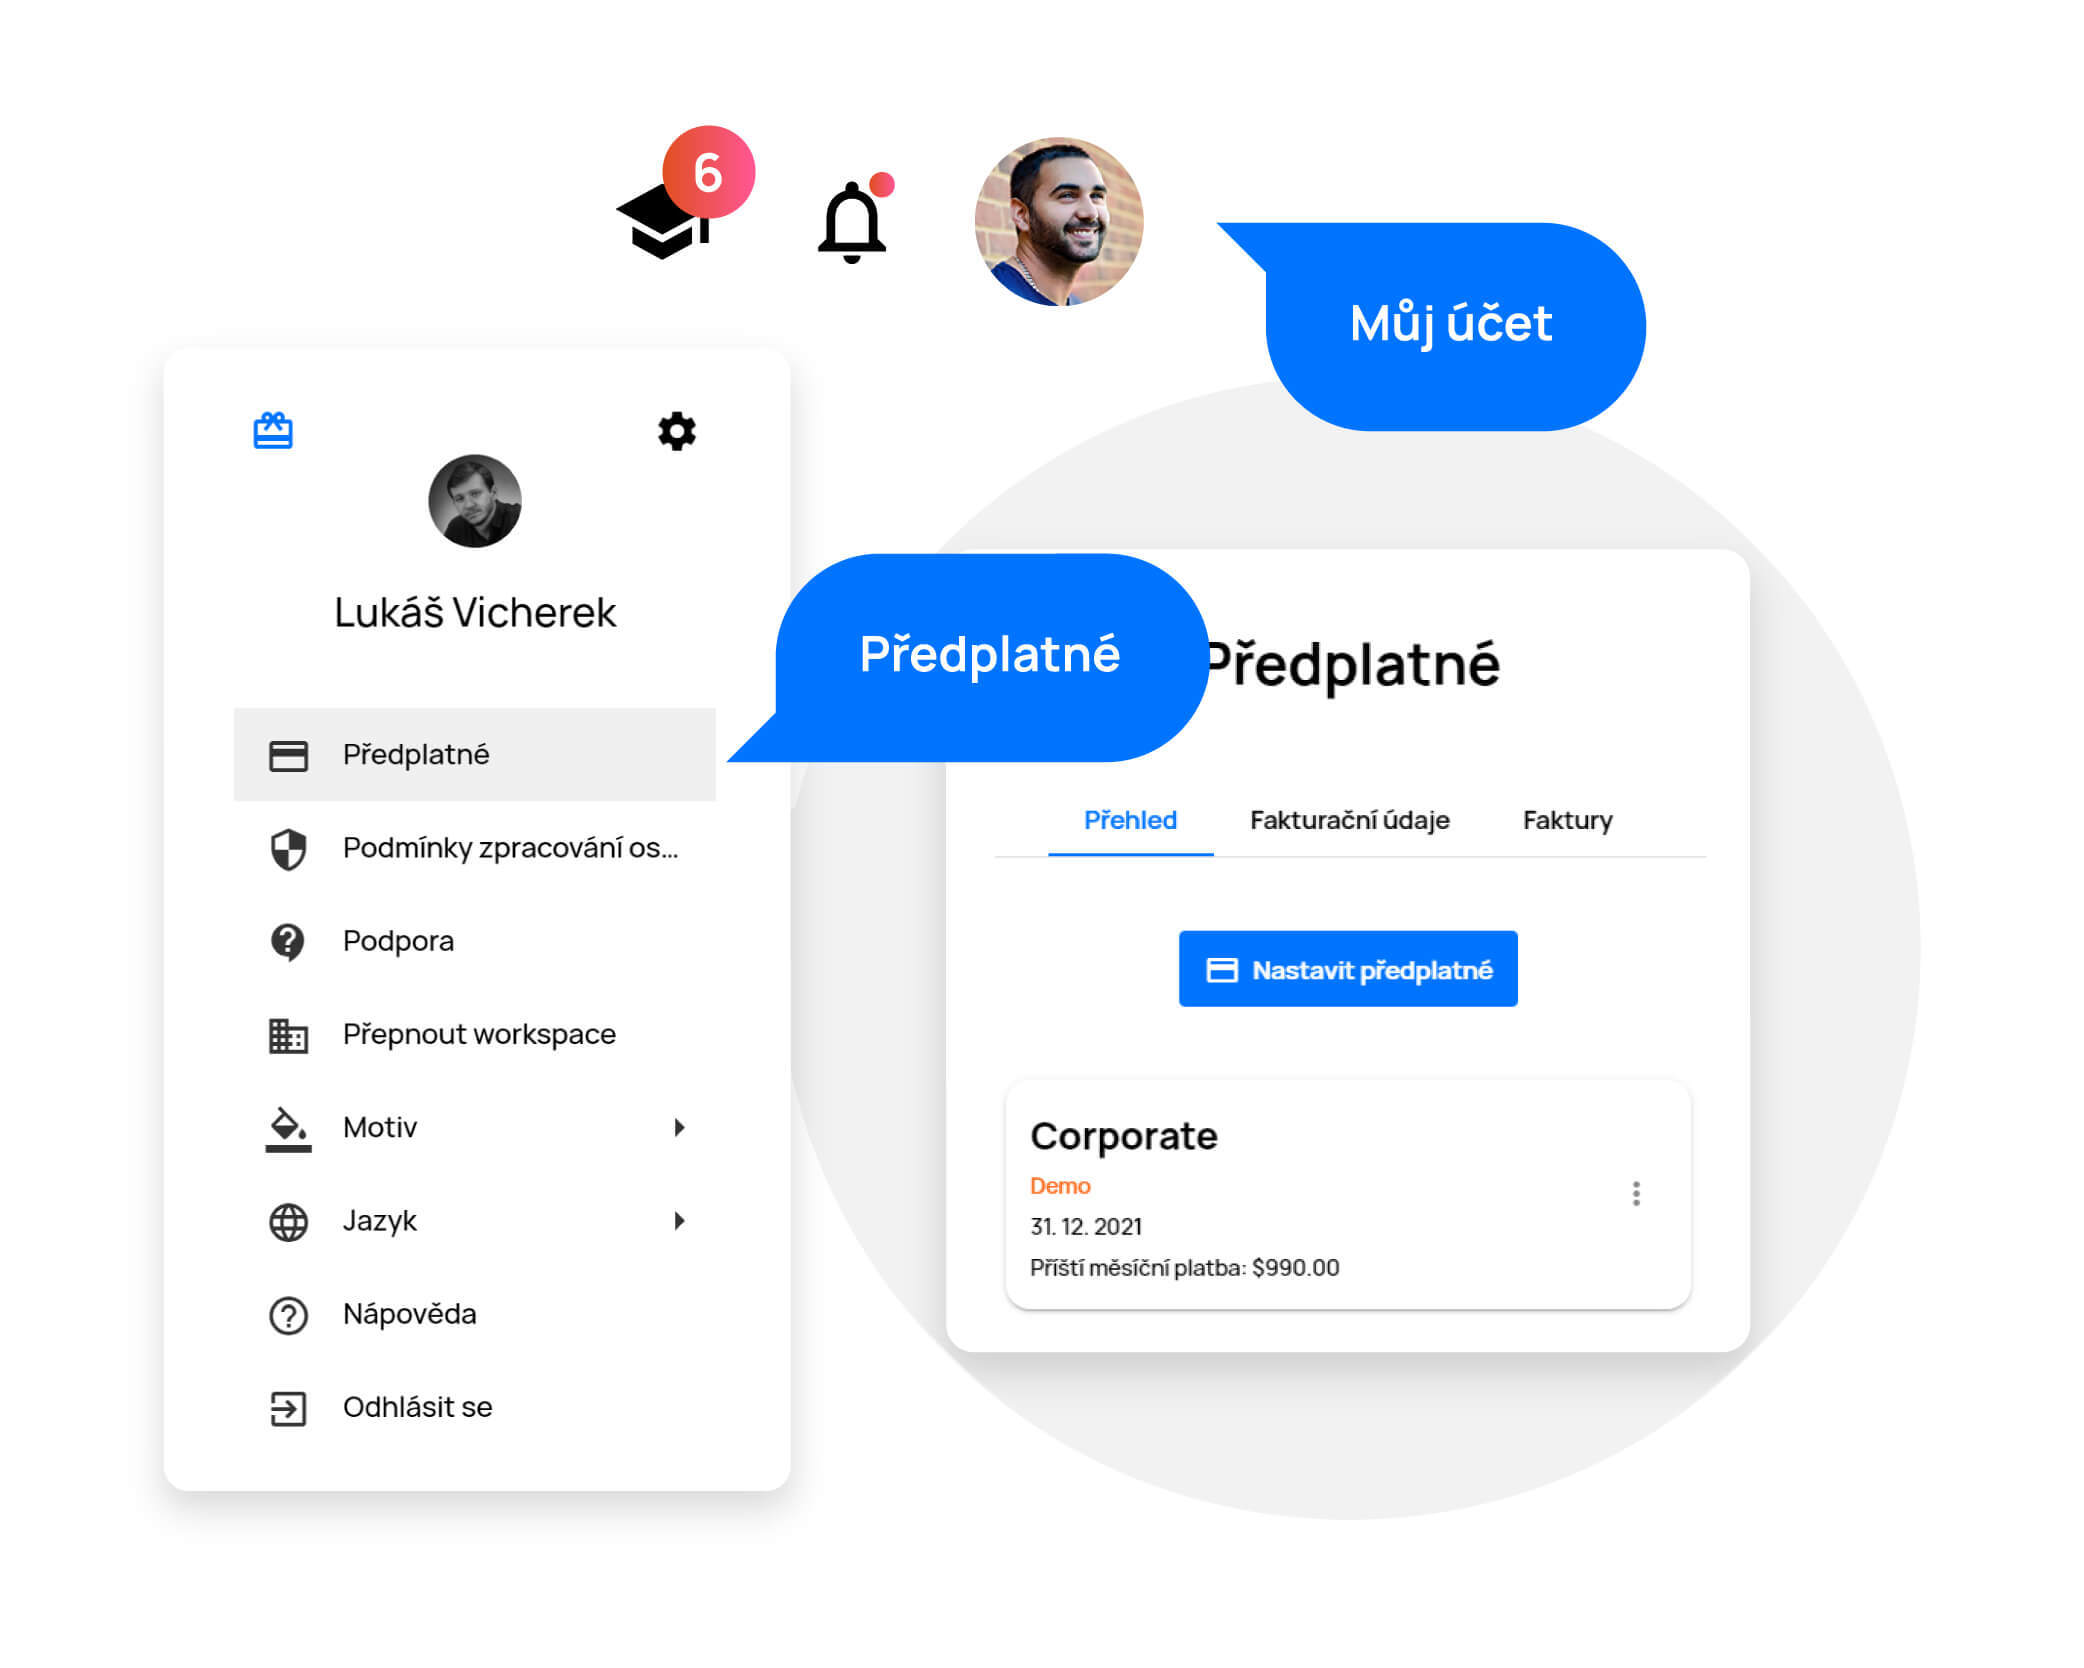 6
Můj účet
Lukáš Vicherek
Předplatné
Předplatné
Podmínky zpracování os...
Podpora
Přepnout workspace
Motiv
Jazyk
Nápověda
Odhlásit se
Předplatné
Přehled
Fakturační údaje
Faktury
Nastavit předplatné
Corporate
Demo
31. 12. 2021
Příští měsíční platba: $990.00